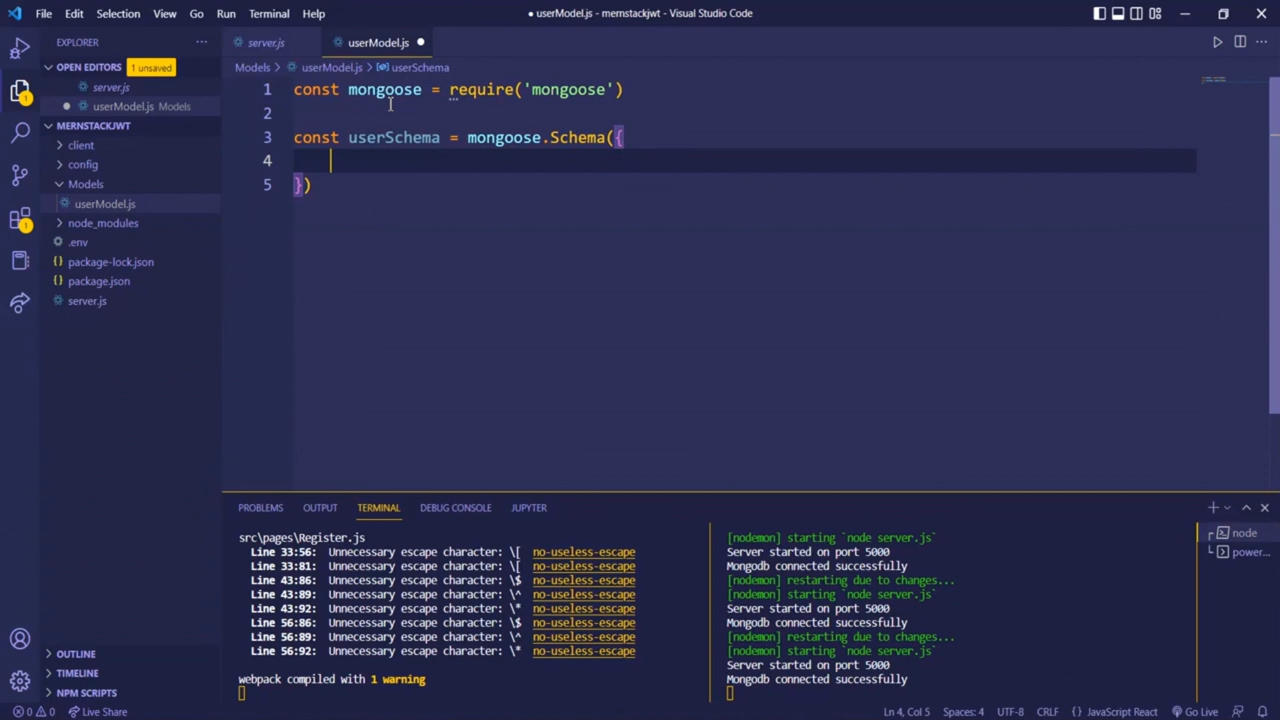 File Edit Selection View Go Run Terminal Help
● userModel.js - mernstackjwt - Visual Studio Code
EXPLORER ...
server.js
userModel.js ●
OPEN EDITORS 1 unsaved
server.js
● userModel.js Models
MERNSTACKJWT
client
config
Models
userModel.js
node_modules
.env
package-lock.json
package.json
server.js
OUTLINE
TIMELINE
NPM SCRIPTS
1
1
Models > userModel.js > userSchema
1 const mongoose = require('mongoose')
2
3 const userSchema = mongoose.Schema({
4
5 })
PROBLEMS OUTPUT TERMINAL DEBUG CONSOLE JUPYTER
src\pages\Register.js
Line 33:56: Unnecessary escape character: \[ no-useless-escape
Line 33:81: Unnecessary escape character: \[ no-useless-escape
Line 43:86: Unnecessary escape character: \$ no-useless-escape
Line 43:89: Unnecessary escape character: \^ no-useless-escape
Line 43:92: Unnecessary escape character: \* no-useless-escape
Line 56:86: Unnecessary escape character: \$ no-useless-escape
Line 56:89: Unnecessary escape character: \^ no-useless-escape
Line 56:92: Unnecessary escape character: \* no-useless-escape
webpack compiled with 1 warning
[nodemon] starting `node server.js`
Server started on port 5000
Mongodb connected successfully
[nodemon] restarting due to changes...
[nodemon] starting `node server.js`
Server started on port 5000
Mongodb connected successfully
[nodemon] restarting due to changes...
[nodemon] starting `node server.js`
Server started on port 5000
Mongodb connected successfully
node
power...
0 0 Live Share
Ln 4, Col 5 Spaces: 4 UTF-8 CRLF {} JavaScript React Go Live